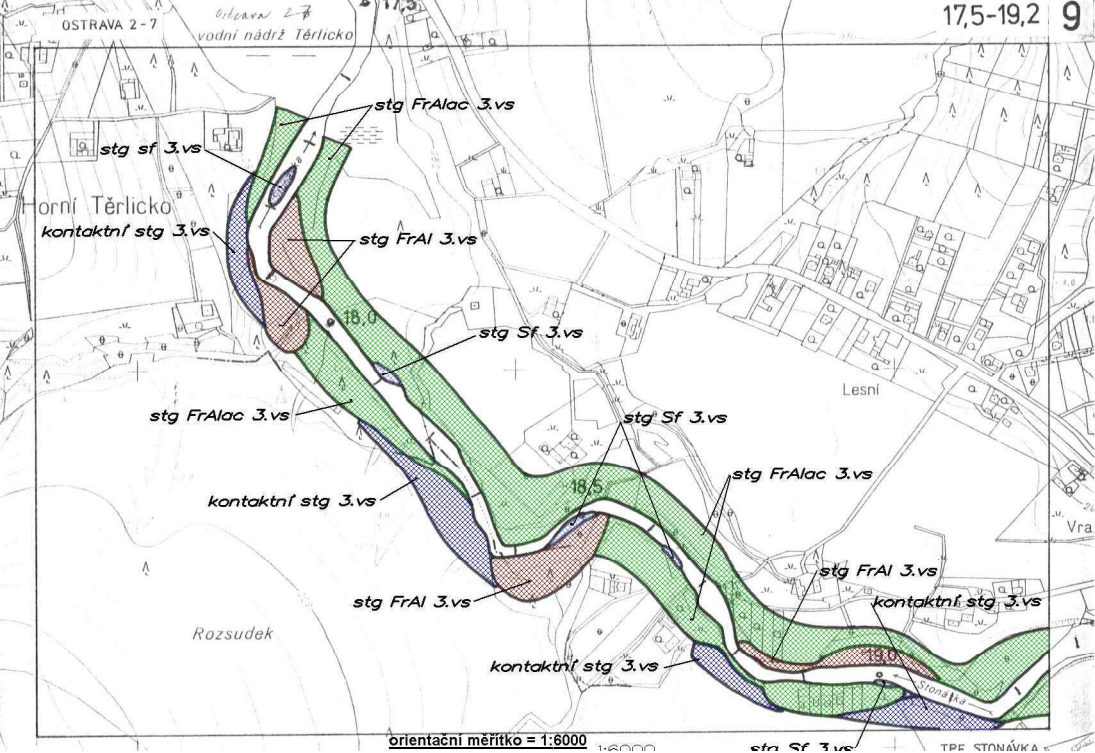 OSTRAVA 2-7
vodní nádrž Těrlicko
17,5
17,5-19,2
9
stg FrAlac 3.vs
stg sf 3.vs
Horní Těrlicko
kontaktní stg 3.vs
stg FrAl 3.vs
18,0
stg Sf 3.vs
Lesní
stg FrAlac 3.vs
stg Sf 3.vs
stg FrAlac 3.vs
18,5
kontaktní stg 3.vs
stg FrAl 3.vs
kontaktní stg 3.vs
stg FrAl 3.vs
Rozsudek
19,0
kontaktní stg 3.vs
Stonávka
orientační měřítko = 1:6000
1:6000
stg Sf 3.vs
TPE STONÁVKA